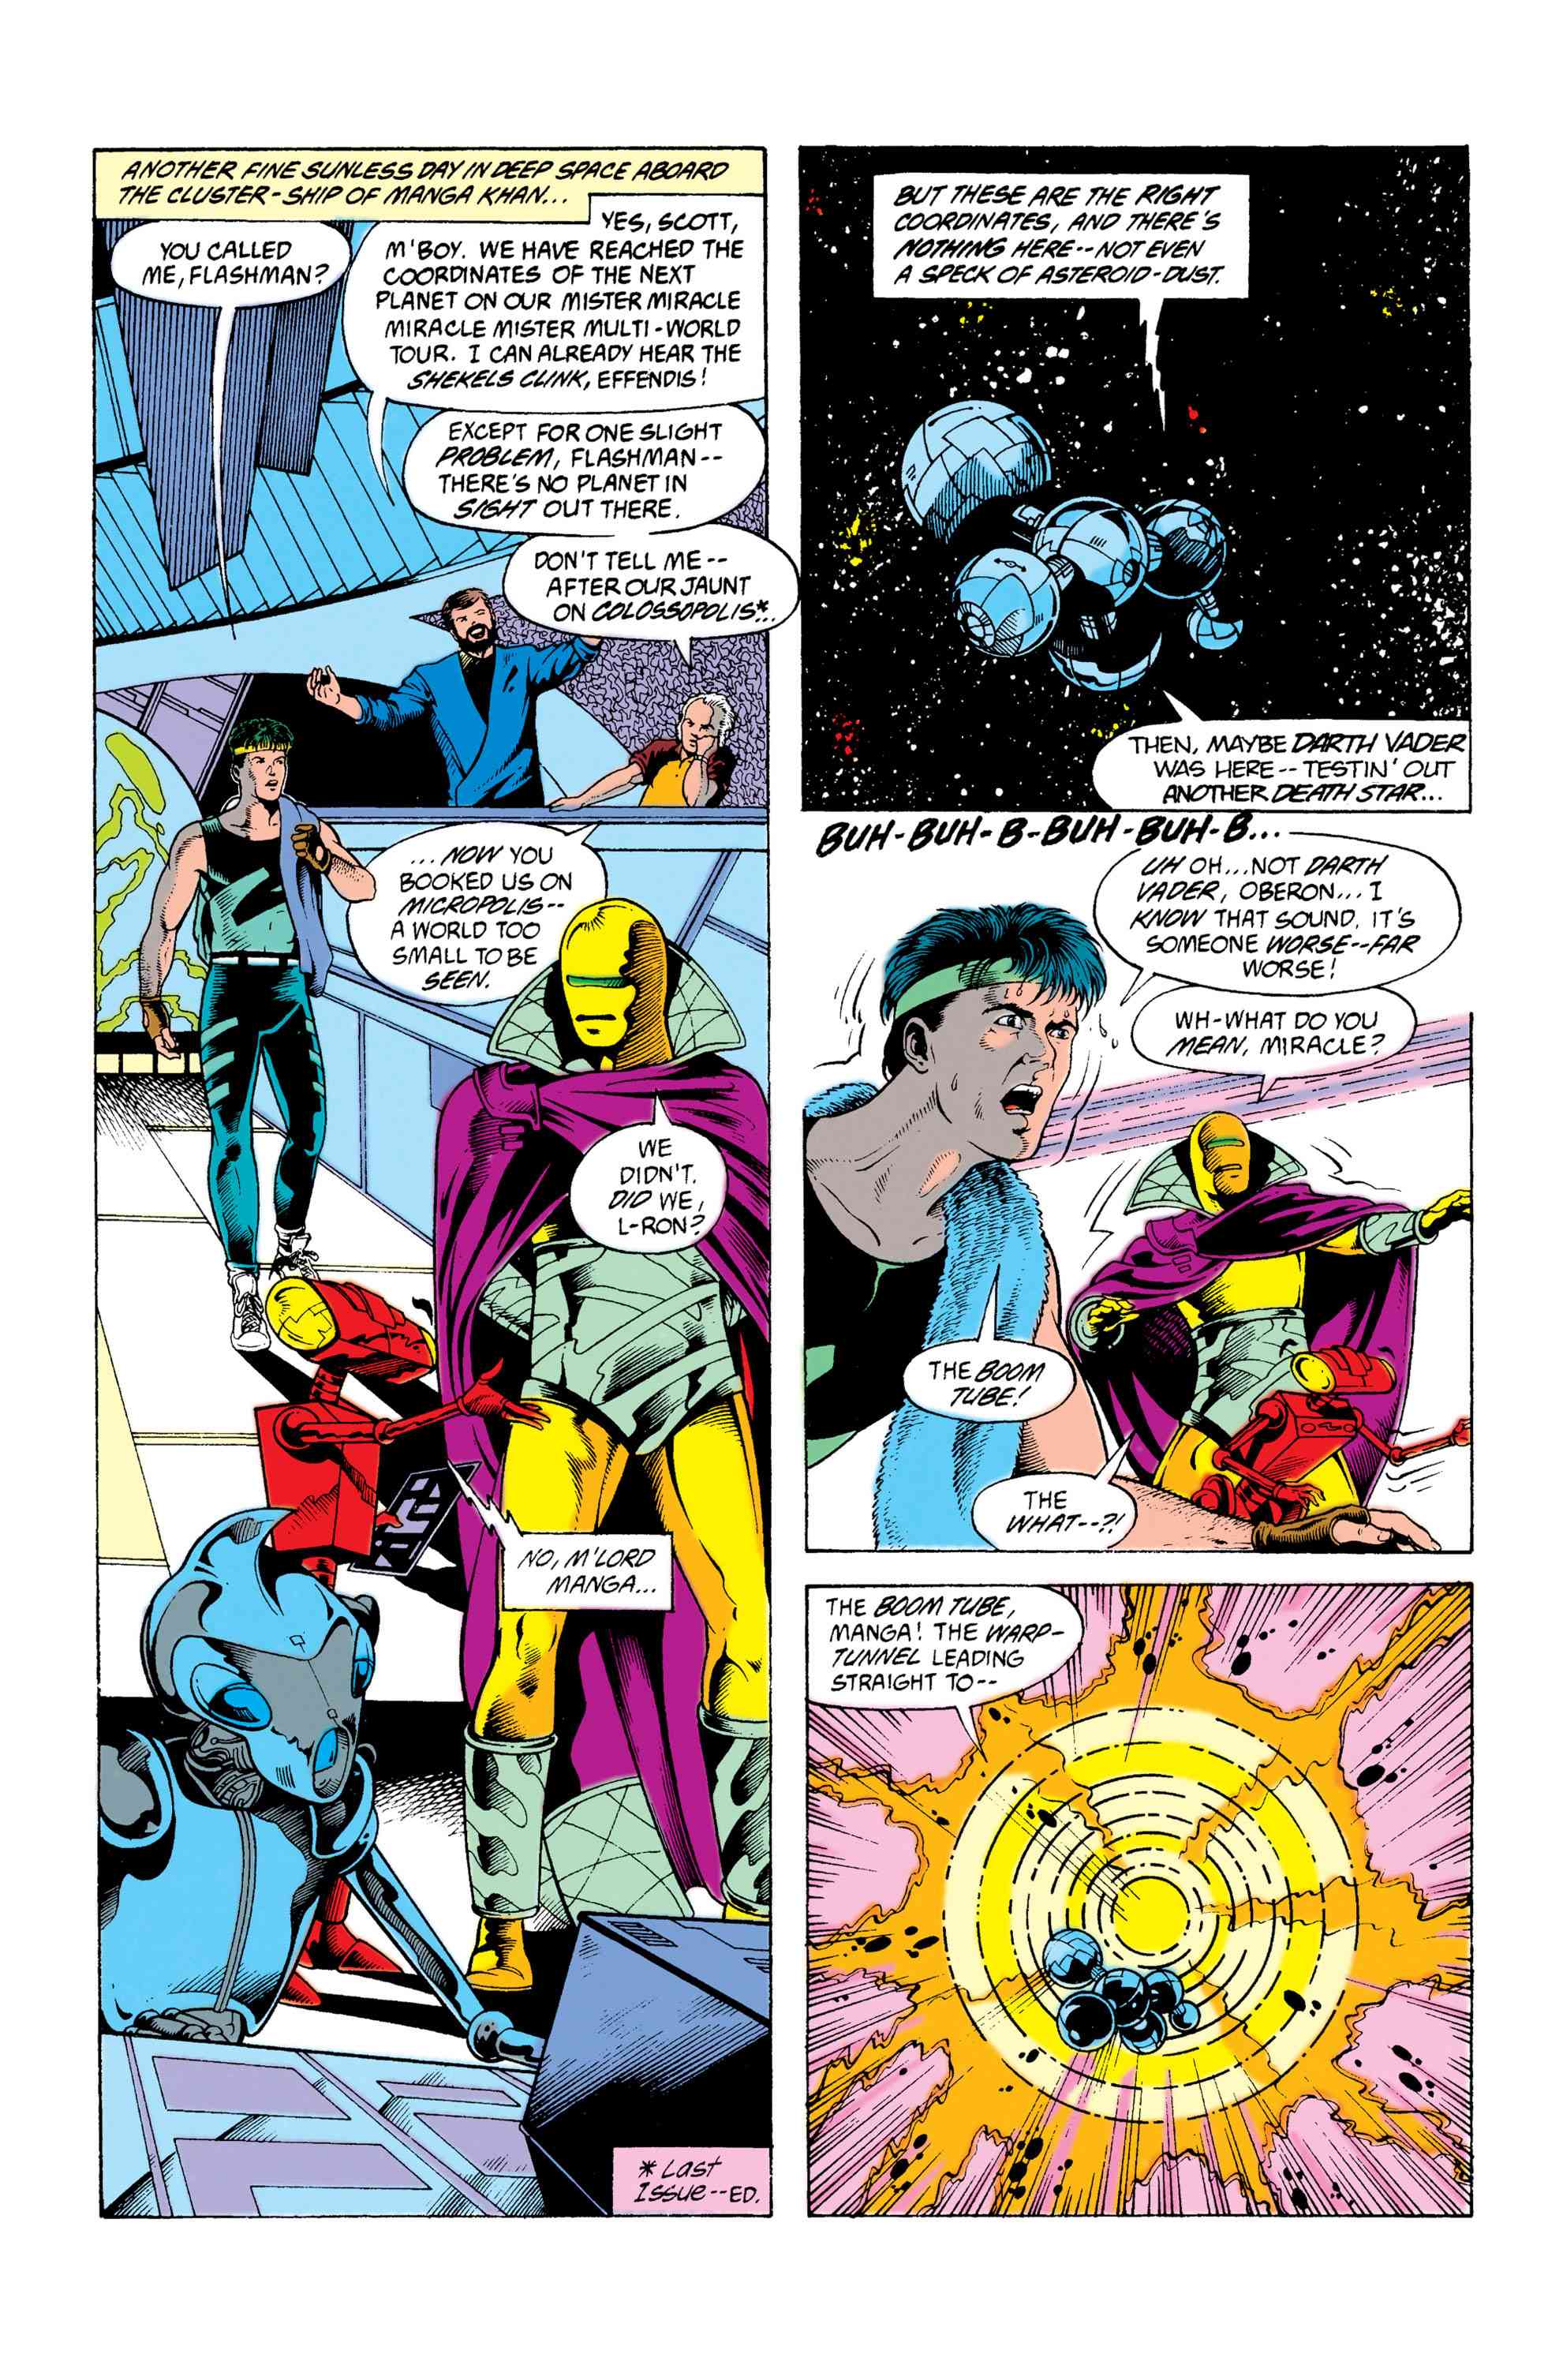 ANOTHER FINE SUNLESS DAY IN DEEP SPACE ABOARD
THE CLUSTER-SHIP OF MANGA KHAN...
YOU CALLED
ME, FLASHMAN?
YES, SCOTT,
M'BOY. WE HAVE REACHED THE
COORDINATES OF THE NEXT
PLANET ON OUR MISTER MIRACLE
MIRACLE MISTER MULTI-WORLD
TOUR. I CAN ALREADY HEAR THE
SHEKELS CLINK, EFFENDIS!
EXCEPT FOR ONE SLIGHT
PROBLEM, FLASHMAN--
THERE'S NO PLANET IN
SIGHT OUT THERE.
DON'T TELL ME--
AFTER OUR JAUNT
ON COLOSSOPOLIS*...
...NOW YOU
BOOKED US ON
MICROPOLIS--
A WORLD TOO
SMALL TO BE
SEEN.
WE
DIDN'T.
DID WE,
L-RON?
NO, M'LORD
MANGA...
* LAST
ISSUE--ED.
BUT THESE ARE THE RIGHT
COORDINATES, AND THERE'S
NOTHING HERE--NOT EVEN
A SPECK OF ASTEROID-DUST.
THEN, MAYBE DARTH VADER
WAS HERE--TESTIN' OUT
ANOTHER DEATH STAR...
BUH-BUH-B-BUH-BUH-B...
UH OH...NOT DARTH
VADER, OBERON... I
KNOW THAT SOUND. IT'S
SOMEONE WORSE--FAR
WORSE!
WH-WHAT DO YOU
MEAN, MIRACLE?
THE BOOM
TUBE!
THE
WHAT--?!
THE BOOM TUBE,
MANGA! THE WARP-
TUNNEL LEADING
STRAIGHT TO--